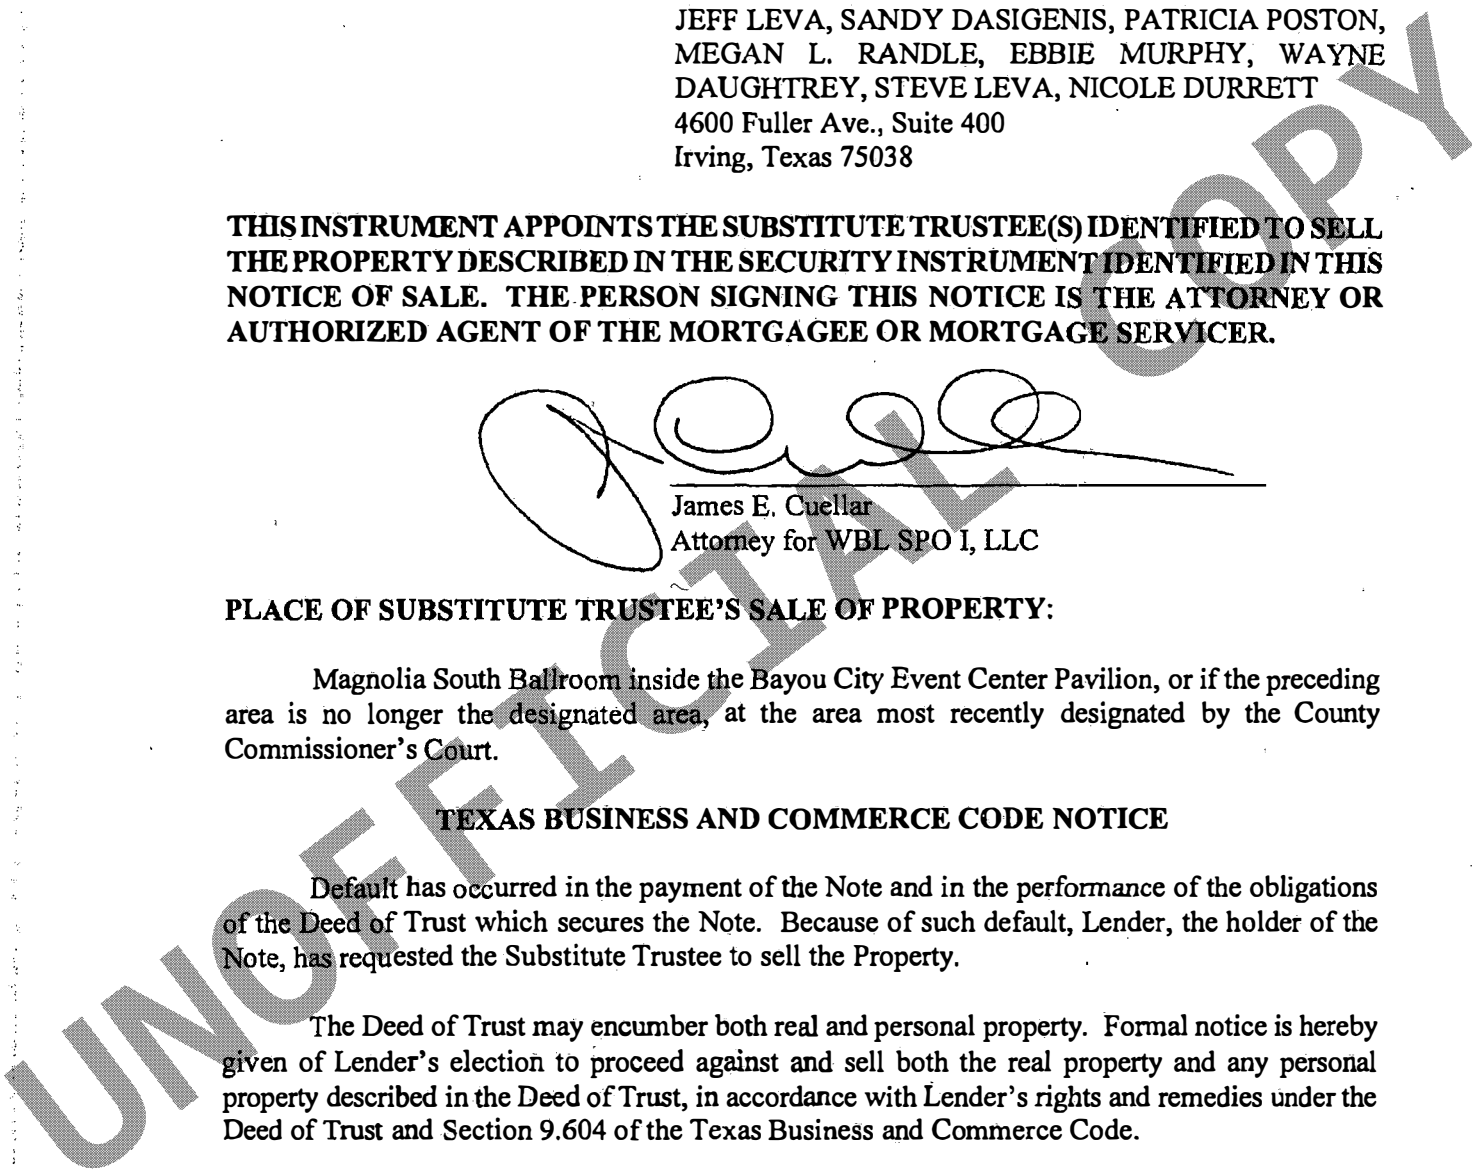 JEFF LEVA, SANDY DASIGENIS, PATRICIA POSTON,
MEGAN L. RANDLE, EBBIE MURPHY, WAYNE
DAUGHTREY, STEVE LEVA, NICOLE DURRETT
4600 Fuller Ave., Suite 400
Irving, Texas 75038
THIS INSTRUMENT APPOINTS THE SUBSTITUTE TRUSTEE(S) IDENTIFIED TO SELL
THE PROPERTY DESCRIBED IN THE SECURITY INSTRUMENT IDENTIFIED IN THIS
NOTICE OF SALE. THE PERSON SIGNING THIS NOTICE IS THE ATTORNEY OR
AUTHORIZED AGENT OF THE MORTGAGEE OR MORTGAGE SERVICER.
James E. Cuellar
Attorney for WBL SPO I, LLC
PLACE OF SUBSTITUTE TRUSTEE'S SALE OF PROPERTY:
Magnolia South Ballroom inside the Bayou City Event Center Pavilion, or if the preceding
area is no longer the designated area, at the area most recently designated by the County
Commissioner's Court.
TEXAS BUSINESS AND COMMERCE CODE NOTICE
Default has occurred in the payment of the Note and in the performance of the obligations
of the Deed of Trust which secures the Note. Because of such default, Lender, the holder of the
Note, has requested the Substitute Trustee to sell the Property.
The Deed of Trust may encumber both real and personal property. Formal notice is hereby
given of Lender's election to proceed against and sell both the real property and any personal
property described in the Deed of Trust, in accordance with Lender's rights and remedies under the
Deed of Trust and Section 9.604 of the Texas Business and Commerce Code.
UNOFFICIAL COPY